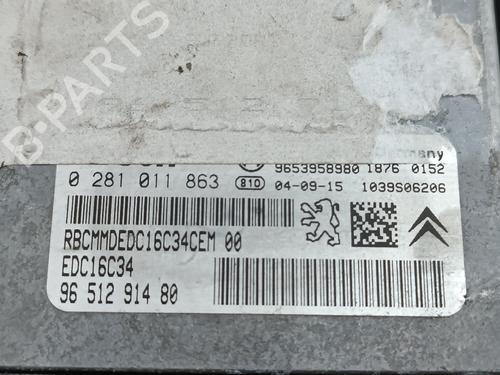 B-PARTS
many
9653958980 1876 0152
0 281 011 863 810 04-09-15 1039S06206
RBCMMDEDC16C34CEM 00
EDC16C34
96 512 914 80